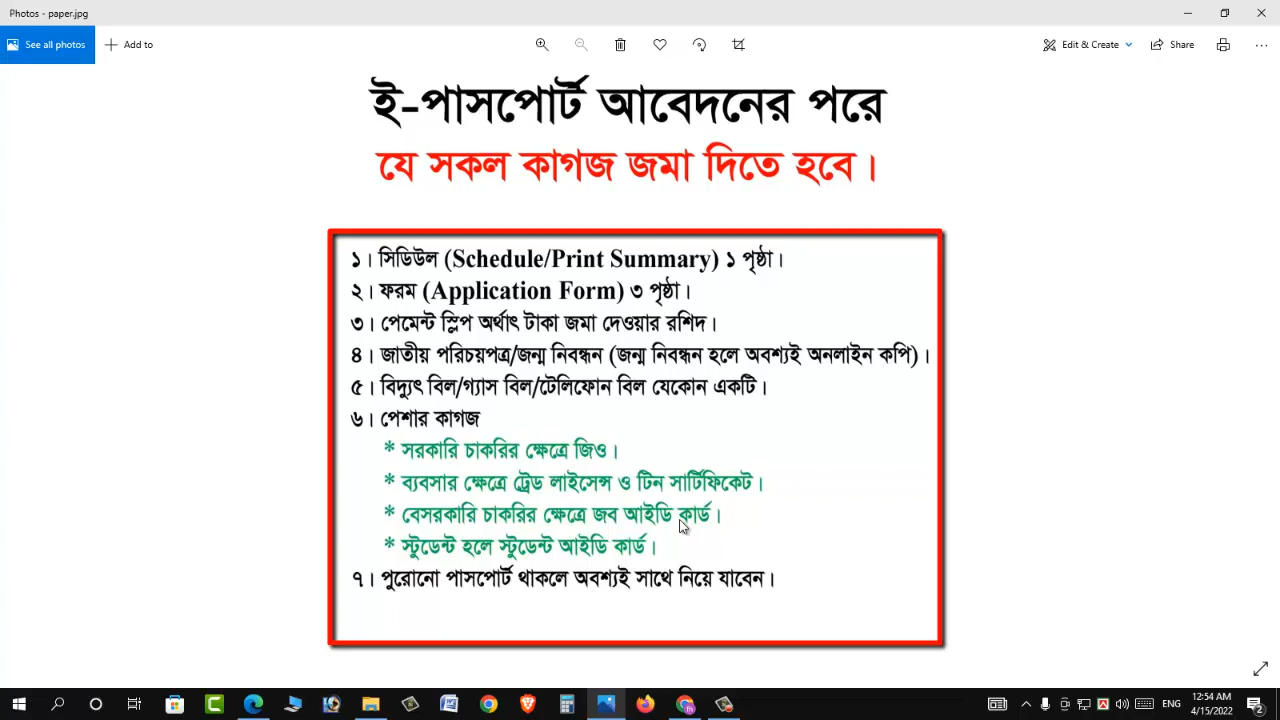 Photos - paper.jpg
See all photos
Add to
Edit & Create
Share
ই-পাসপোর্ট আবেদনের পরে
যে সকল কাগজ জমা দিতে হবে।
১। সিডিউল (Schedule/Print Summary) ১ পৃষ্ঠা।
২। ফরম (Application Form) ৩ পৃষ্ঠা।
৩। পেমেন্ট স্লিপ অর্থাৎ টাকা জমা দেওয়ার রশিদ।
৪। জাতীয় পরিচয়পত্র/জন্ম নিবন্ধন (জন্ম নিবন্ধন হলে অবশ্যই অনলাইন কপি)।
৫। বিদ্যুৎ বিল/গ্যাস বিল/টেলিফোন বিল যেকোন একটি।
৬। পেশার কাগজ
* সরকারি চাকরির ক্ষেত্রে জিও।
* ব্যবসার ক্ষেত্রে ট্রেড লাইসেন্স ও টিন সার্টিফিকেট।
* বেসরকারি চাকরির ক্ষেত্রে জব আইডি কার্ড।
* স্টুডেন্ট হলে স্টুডেন্ট আইডি কার্ড।
৭। পুরোনো পাসপোর্ট থাকলে অবশ্যই সাথে নিয়ে যাবেন।
ENG
12:54 AM
4/15/2022
2